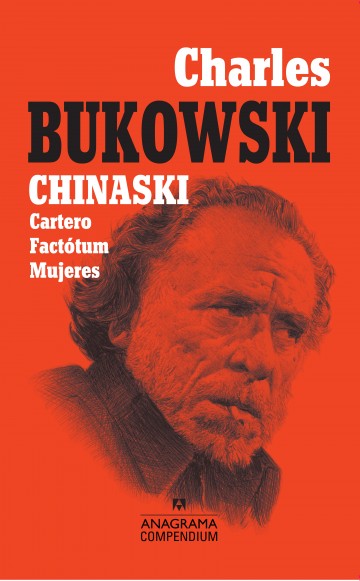 Charles
BUKOWSKI
CHINASKI
Cartero
Factótum
Mujeres
ANAGRAMA
COMPENDIUM